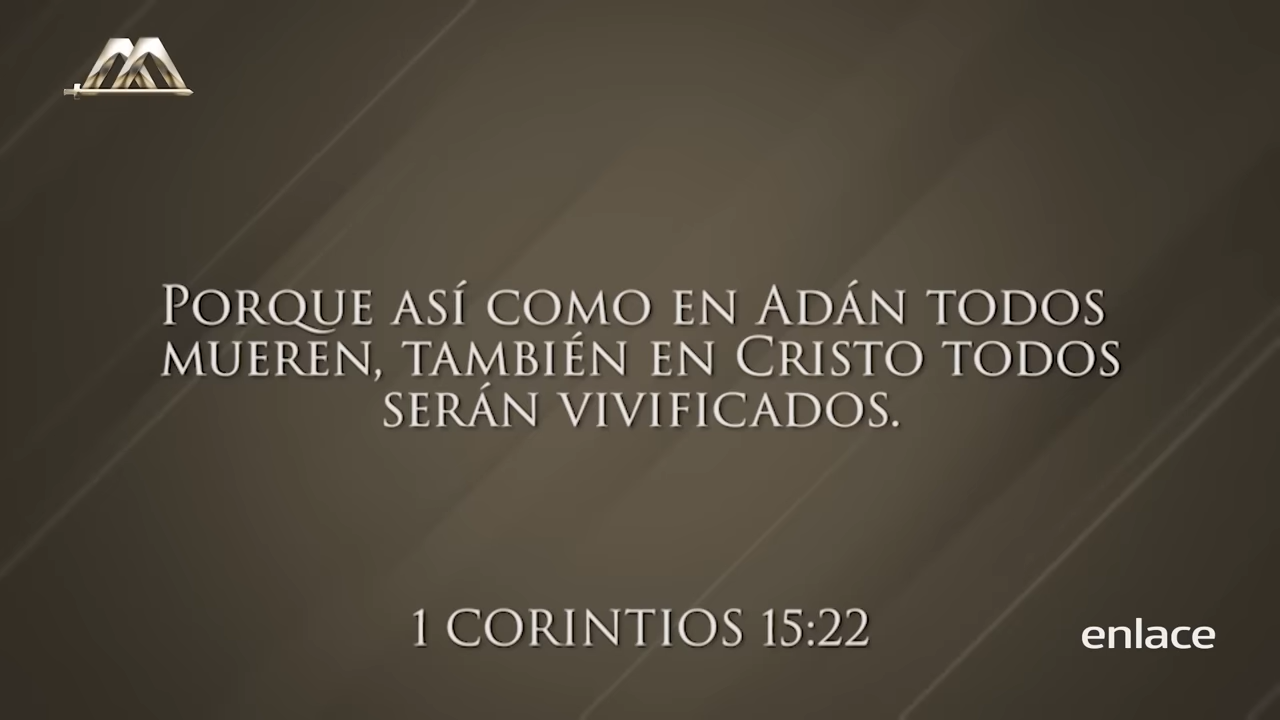 Porque así como en Adán todos
mueren, también en Cristo todos
serán vivificados.
1 CORINTIOS 15:22
enlace